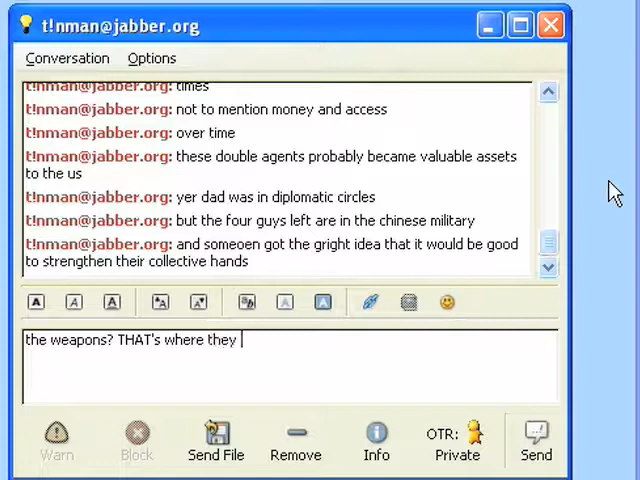 t!nman@jabber.org
Conversation Options
t!nman@jabber.org: times
t!nman@jabber.org: not to mention money and access
t!nman@jabber.org: over time
t!nman@jabber.org: these double agents probably became valuable assets
to the us
t!nman@jabber.org: yer dad was in diplomatic circles
t!nman@jabber.org: but the four guys left are in the chinese military
t!nman@jabber.org: and someoen got the gright idea that it would be good
to strengthen their collective hands
A A A A A ab A A
the weapons? THAT's where they
OTR:
Warn Block Send File Remove Info Private Send